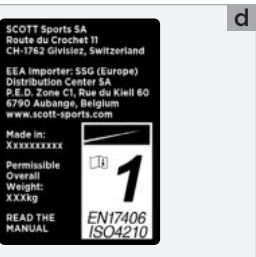 d
SCOTT Sports SA
Route du Crochet 11
CH-1762 Givisiez, Switzerland
EEA Importer: SSG (Europe)
Distribution Center SA
P.E.D. Zone C1, Rue du Kiell 60
6790 Aubange, Belgium
www.scott-sports.com
Made in:
Xxxxxxxxxx
Permissible
Overall
Weight:
XXXkg
READ THE
MANUAL
1
EN17406
ISO4210